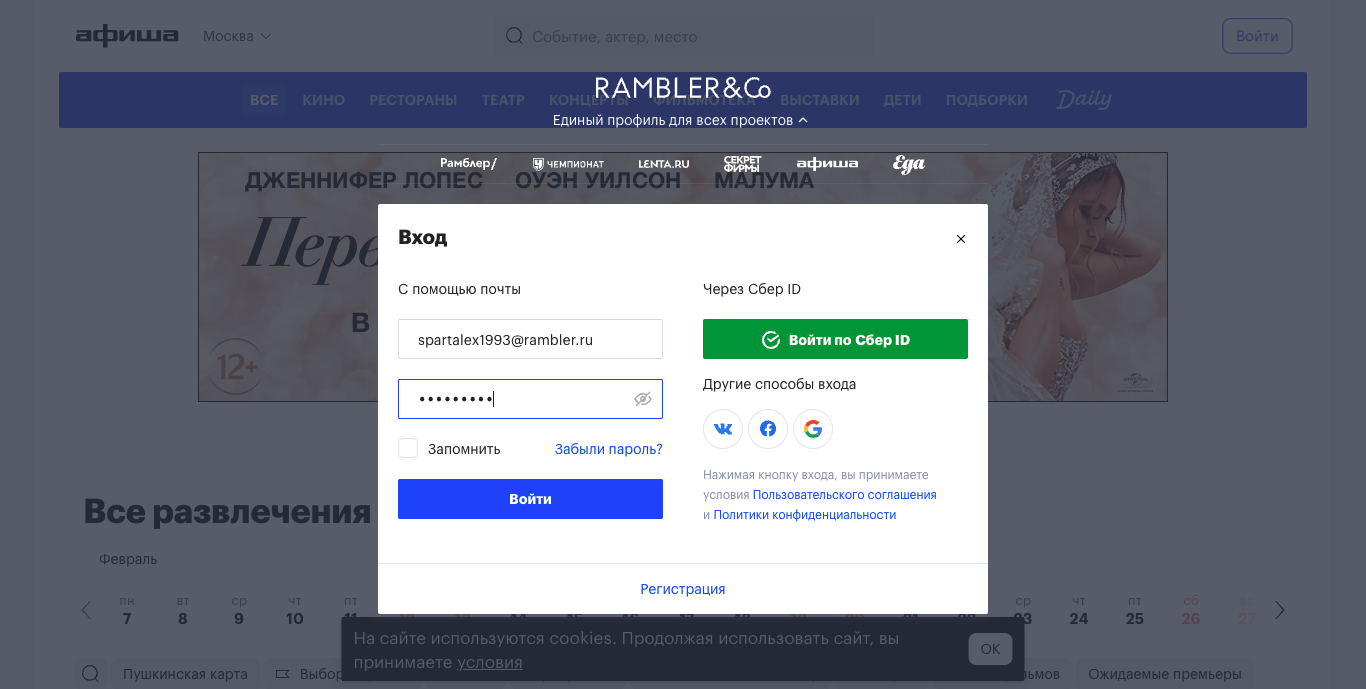 афиша
Москва
Событие, актер, место
Войти
RAMBLER&Co
ВСЕ КИНО РЕСТОРАНЫ ТЕАТР КОНЦЕРТЫ ФИЛЬМОТЕКА ВЫСТАВКИ ДЕТИ ПОДБОРКИ Daily
Единый профиль для всех проектов
Рамблер/ ЧЕМПИОНАТ LENTA.RU СЕКРЕТ ФИРМЫ афиша Еда
ДЖЕННИФЕР ЛОПЕС ОУЭН УИЛСОН МАЛУМА
Пере
В
12+
Вход
С помощью почты
spartalex1993@rambler.ru
•••••••••
Запомнить Забыли пароль?
Войти
Через Сбер ID
Войти по Сбер ID
Другие способы входа
Нажимая кнопку входа, вы принимаете
условия Пользовательского соглашения
и Политики конфиденциальности
Регистрация
Все развлечения
Февраль
пн вт ср чт пт ср чт пт сб вс
7 8 9 10 11 23 24 25 26 27
На сайте используются cookies. Продолжая использовать сайт, вы
принимаете условия
OK
Пушкинская карта Выбор Ожидаемые премьеры